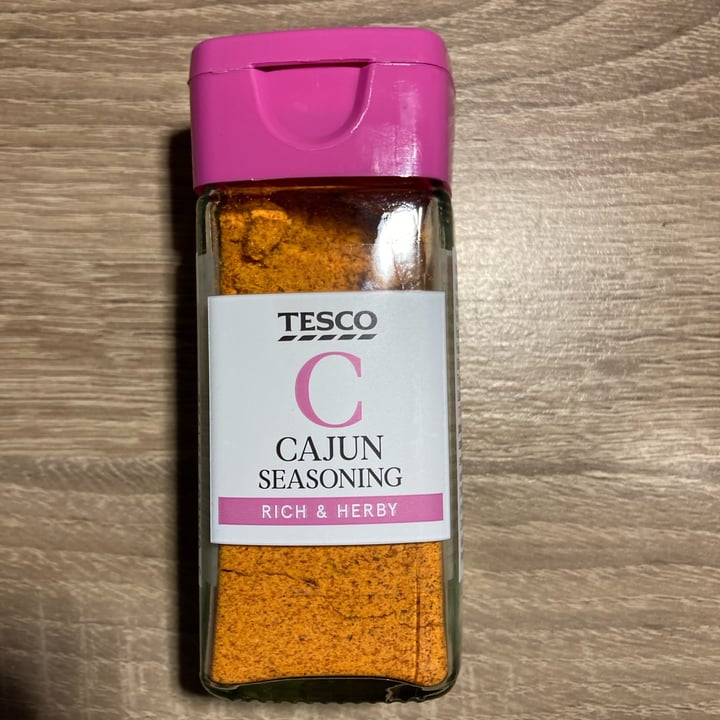 TESCO
C
CAJUN
SEASONING
RICH & HERBY